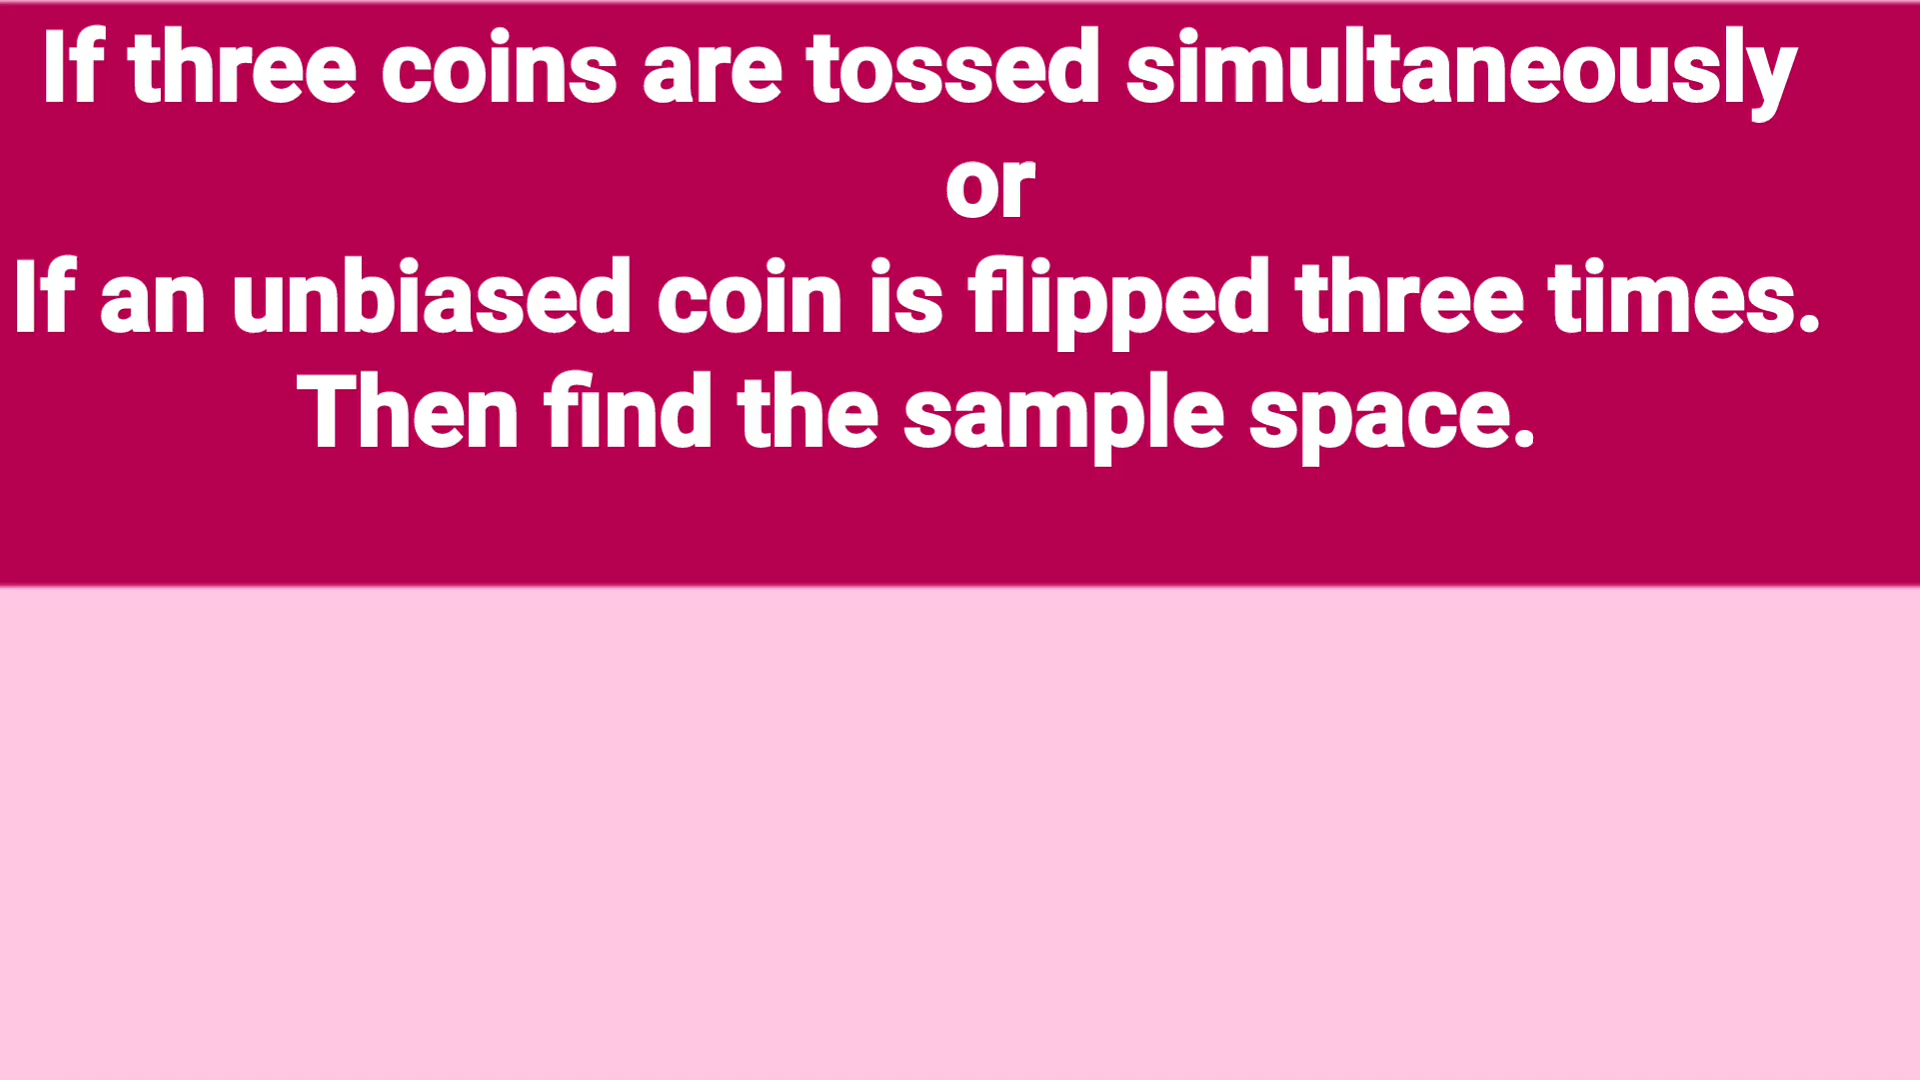 If three coins are tossed simultaneously
or
If an unbiased coin is flipped three times.
Then find the sample space.